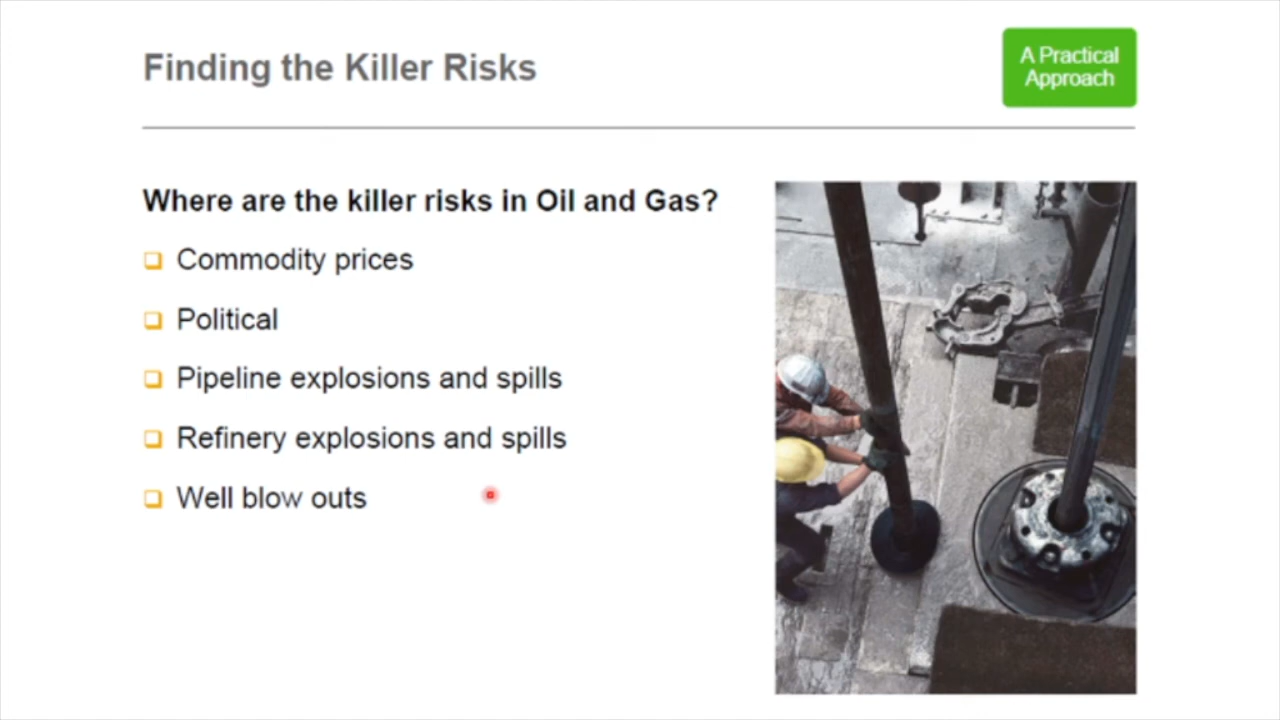 Finding the Killer Risks
A Practical
Approach
Where are the killer risks in Oil and Gas?
Commodity prices
Political
Pipeline explosions and spills
Refinery explosions and spills
Well blow outs